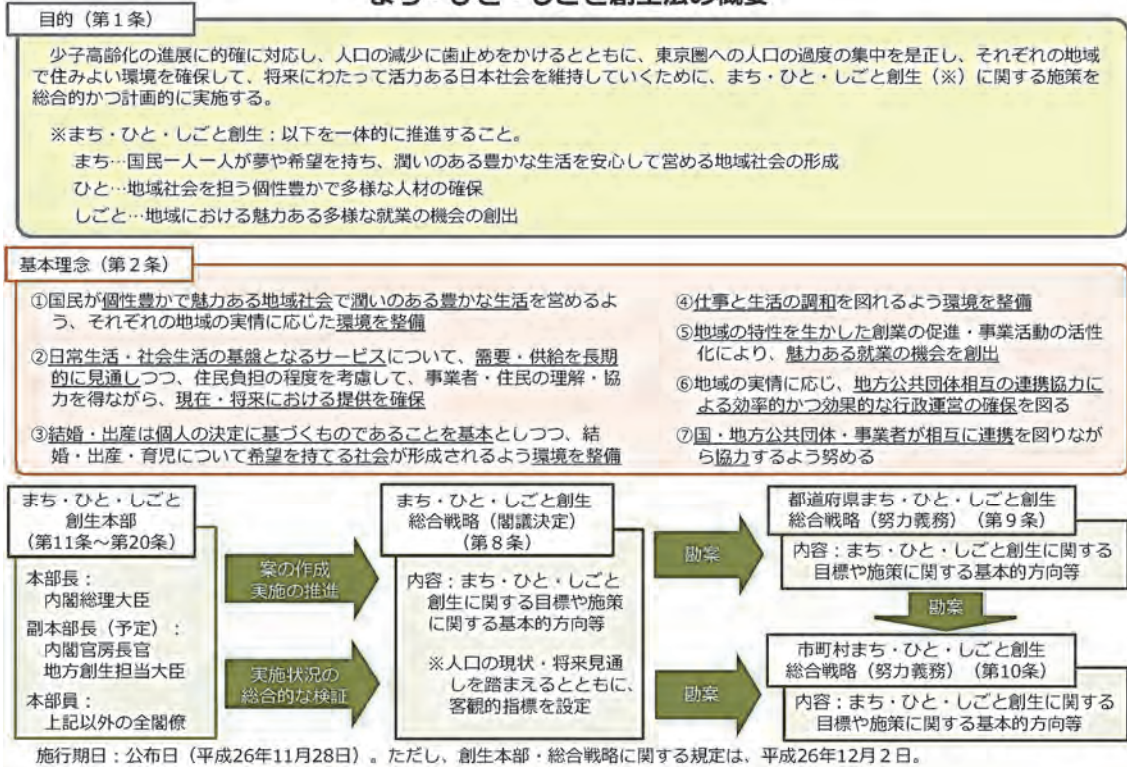 まち・ひと・しごと創生法の概要
目的（第１条）
少子高齢化の進展に的確に対応し、人口の減少に歯止めをかけるとともに、東京圏への人口の過度の集中を是正し、それぞれの地域
で住みよい環境を確保して、将来にわたって活力ある日本社会を維持していくために、まち・ひと・しごと創生（※）に関する施策を
総合的かつ計画的に実施する。
※まち・ひと・しごと創生：以下を一体的に推進すること。
まち…国民一人一人が夢や希望を持ち、潤いのある豊かな生活を安心して営める地域社会の形成
ひと…地域社会を担う個性豊かで多様な人材の確保
しごと…地域における魅力ある多様な就業の機会の創出
基本理念（第２条）
①国民が個性豊かで魅力ある地域社会で潤いのある豊かな生活を営めるよ
う、それぞれの地域の実情に応じた環境を整備
②日常生活・社会生活の基盤となるサービスについて、需要・供給を長期
的に見通しつつ、住民負担の程度を考慮して、事業者・住民の理解・協
力を得ながら、現在・将来における提供を確保
③結婚・出産は個人の決定に基づくものであることを基本としつつ、結
婚・出産・育児について希望を持てる社会が形成されるよう環境を整備
④仕事と生活の調和を図れるよう環境を整備
⑤地域の特性を生かした創業の促進・事業活動の活性
化により、魅力ある就業の機会を創出
⑥地域の実情に応じ、地方公共団体相互の連携協力に
よる効率的かつ効果的な行政運営の確保を図る
⑦国・地方公共団体・事業者が相互に連携を図りなが
ら協力するよう努める
まち・ひと・しごと
創生本部
（第11条～第20条）
本部長：
内閣総理大臣
副本部長（予定）：
内閣官房長官
地方創生担当大臣
本部員：
上記以外の全閣僚
案の作成
実施の推進
実施状況の
総合的な検証
まち・ひと・しごと創生
総合戦略（閣議決定）
（第８条）
内容：まち・ひと・しごと
創生に関する目標や施策
に関する基本的方向等
※人口の現状・将来見通
しを踏まえるとともに、
客観的指標を設定
勘案
勘案
都道府県まち・ひと・しごと創生
総合戦略（努力義務）（第９条）
内容：まち・ひと・しごと創生に関する
目標や施策に関する基本的方向等
勘案
市町村まち・ひと・しごと創生
総合戦略（努力義務）（第10条）
内容：まち・ひと・しごと創生に関する
目標や施策に関する基本的方向等
施行期日：公布日（平成26年11月28日）。ただし、創生本部・総合戦略に関する規定は、平成26年12月２日。